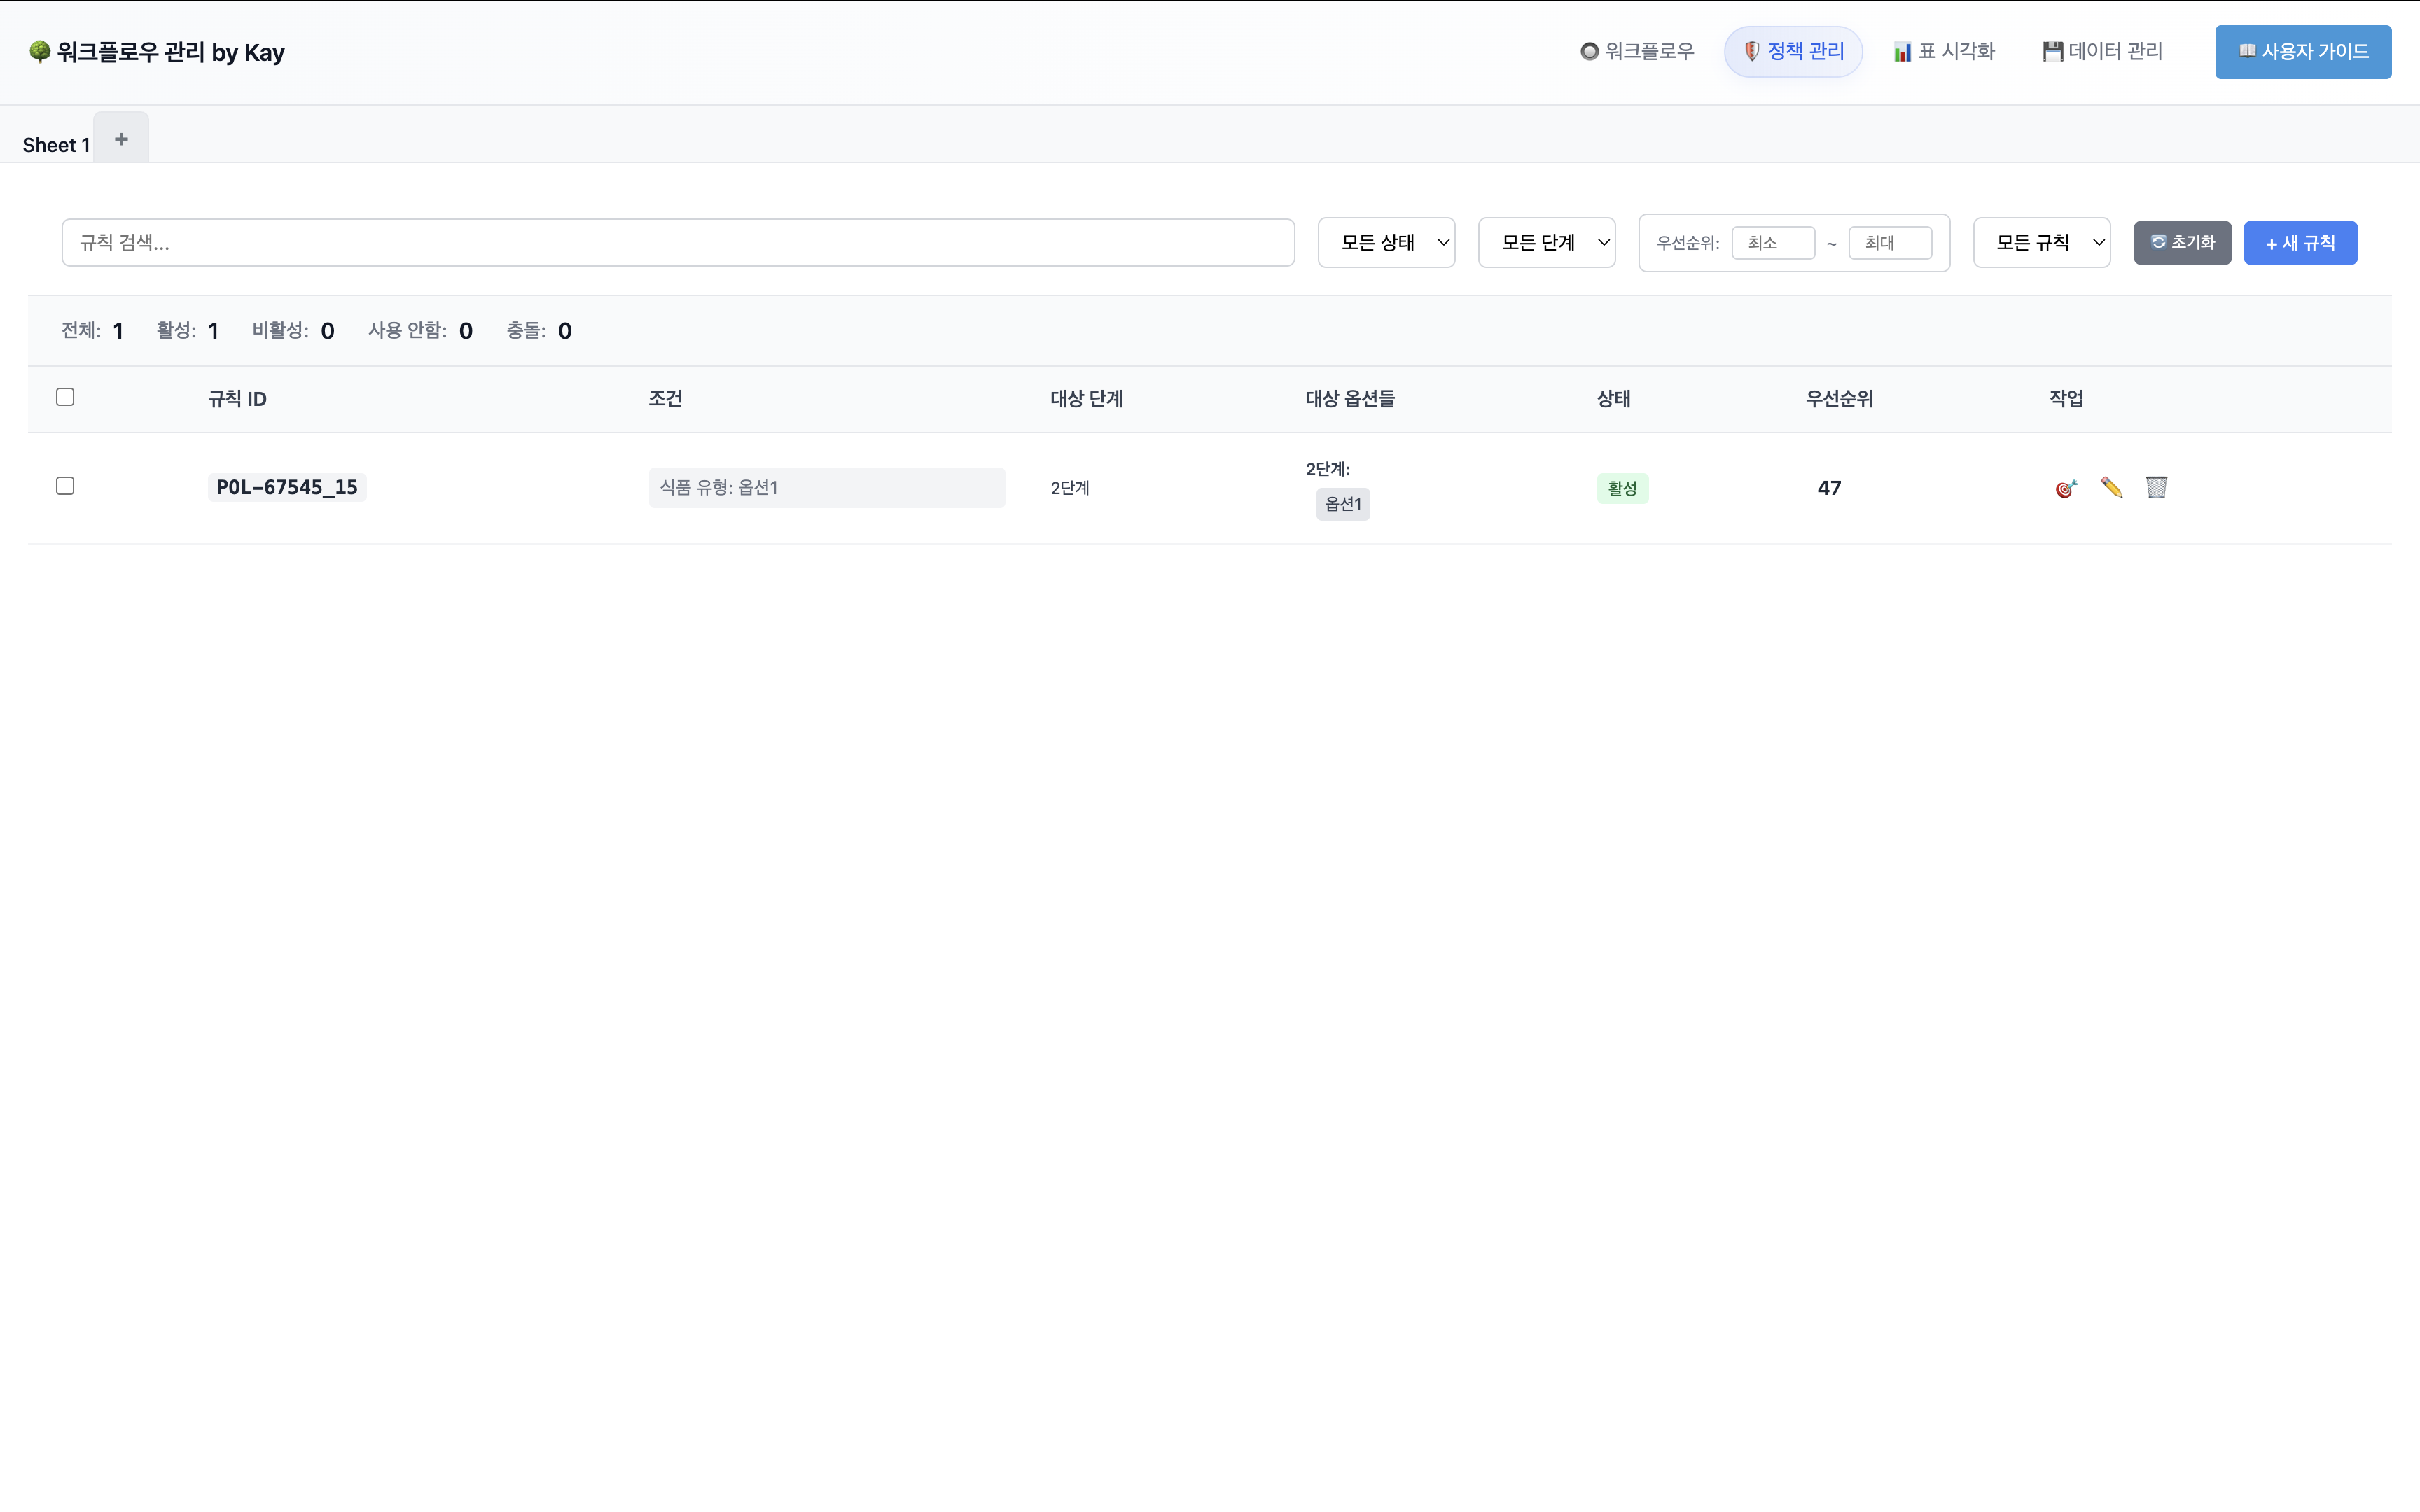 워크플로우 관리 by Kay
워크플로우 정책 관리 표 시각화 데이터 관리 사용자 가이드
Sheet 1 +
규칙 검색... 모든 상태 모든 단계 우선순위: 최소 ~ 최대 모든 규칙 초기화 + 새 규칙
전체: 1 활성: 1 비활성: 0 사용 안함: 0 충돌: 0
규칙 ID 조건 대상 단계 대상 옵션들 상태 우선순위 작업
POL-67545_15 식품 유형: 옵션1 2단계 2단계: 활성 47
옵션1